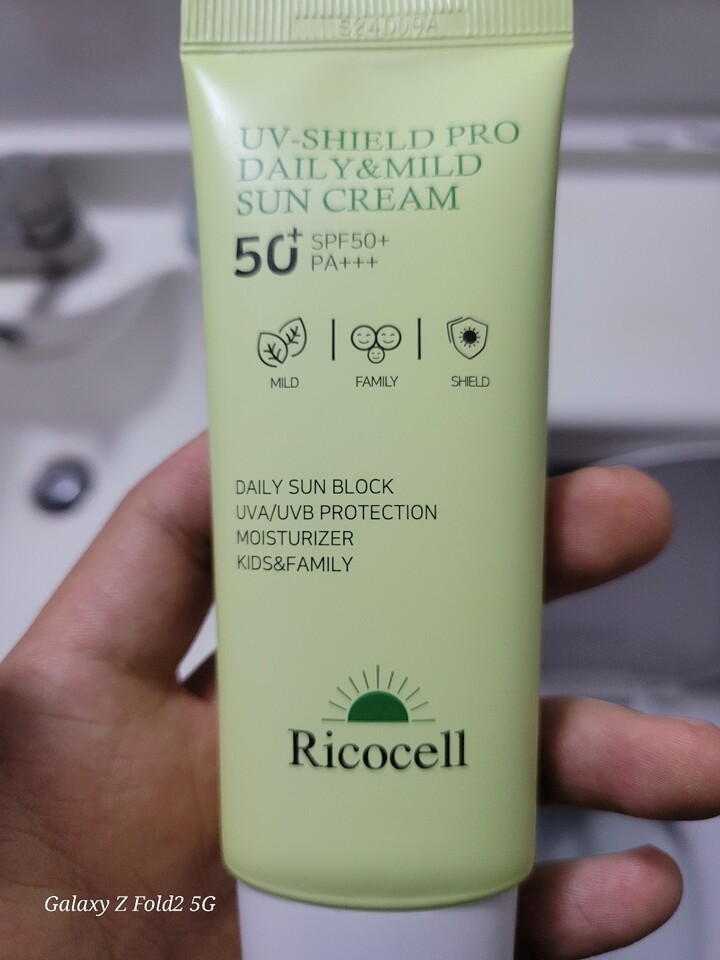 S24D09A
UV-SHIELD PRO
DAILY&MILD
SUN CREAM
50+ SPF50+
PA+++
MILD FAMILY SHIELD
DAILY SUN BLOCK
UVA/UVB PROTECTION
MOISTURIZER
KIDS&FAMILY
Ricocell
Galaxy Z Fold2 5G